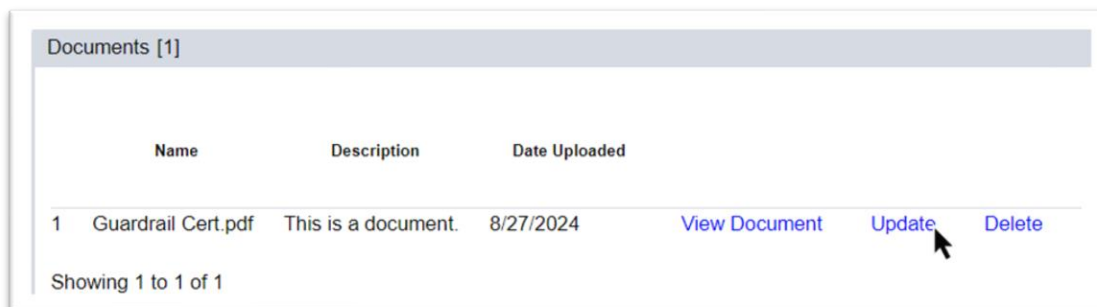 Documents [1]
Name Description Date Uploaded
1 Guardrail Cert.pdf This is a document. 8/27/2024 View Document Update Delete
Showing 1 to 1 of 1